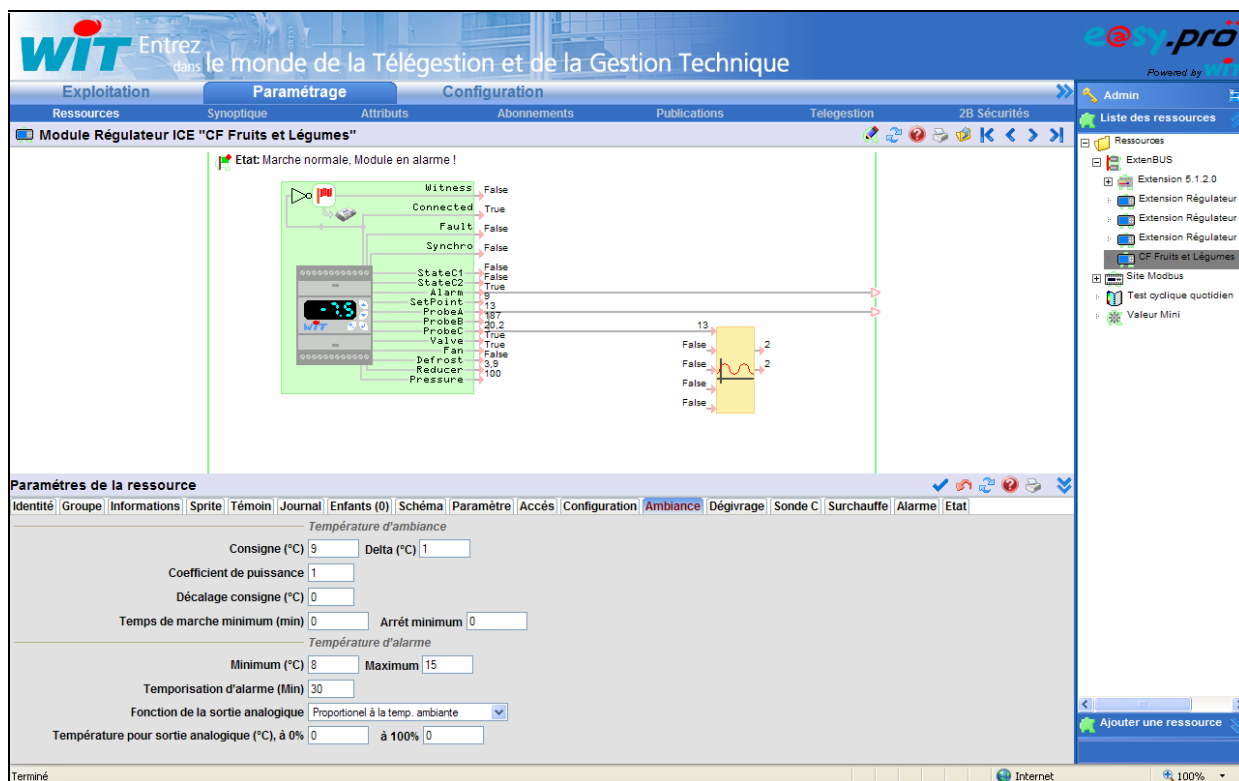 WIT Entrez dans le monde de la Télégestion et de la Gestion Technique
e@sy.pro
Powered by WIT
Exploitation Paramétrage Configuration
Ressources Synoptique Attributs Abonnements Publications Telegestion 2B Sécurités
Module Régulateur ICE "CF Fruits et Légumes"
Etat: Marche normale, Module en alarme !
Witness False
Connected True
Fault False
Synchro False
StateC1 False
StateC2 False
Alarm True
SetPoint 9
ProbeA 13
ProbeB 187
ProbeC 20,2
Valve True
Fan True
Defrost False
Reducer 3,9
Pressure 100
-7.5
WIT
13
False 2
False 2
False
False
Admin
Liste des ressources
Ressources
ExtenBUS
Extension 5.1.2.0
Extension Régulateur
Extension Régulateur
Extension Régulateur
CF Fruits et Légumes
Site Modbus
Test cyclique quotidien
Valeur Mini
Ajouter une ressource
Paramétres de la ressource
Identité Groupe Informations Sprite Témoin Journal Enfants (0) Schéma Paramètre Accés Configuration Ambiance Dégivrage Sonde C Surchauffe Alarme Etat
Température d'ambiance
Consigne (°C) 9 Delta (°C) 1
Coefficient de puissance 1
Décalage consigne (°C) 0
Temps de marche minimum (min) 0 Arrét minimum 0
Température d'alarme
Minimum (°C) 8 Maximum 15
Temporisation d'alarme (Min) 30
Fonction de la sortie analogique Proportionel à la temp. ambiante
Température pour sortie analogique (°C), à 0% 0 à 100% 0
Terminé Internet 100%